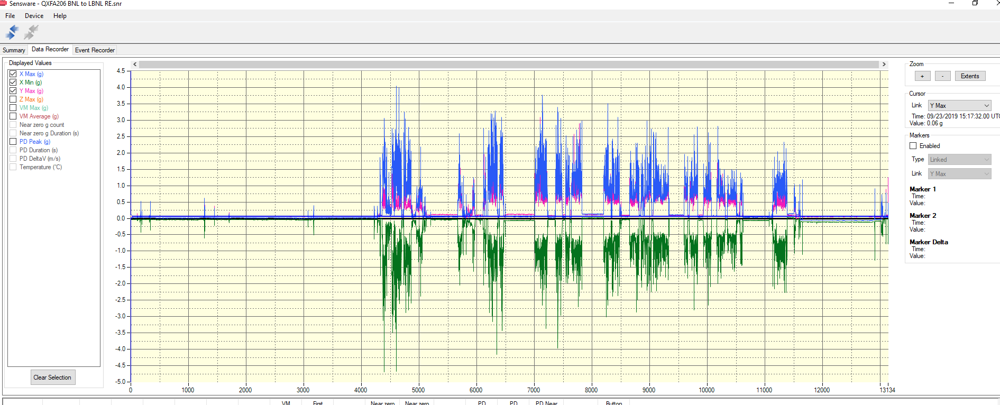 Sensware - QXFA206 BNL to LBNL RE.snr
File Device Help
Summary Data Recorder Event Recorder
Displayed Values
X Max (g)
X Min (g)
Y Max (g)
Z Max (g)
VM Max (g)
VM Average (g)
Near zero g count
Near zero g Duration (s)
PD Peak (g)
PD Duration (s)
PD DeltaV (m/s)
Temperature (°C)
Clear Selection
4.5
4.0
3.5
3.0
2.5
2.0
1.5
1.0
0.5
0.0
-0.5
-1.0
-1.5
-2.0
-2.5
-3.0
-3.5
-4.0
-4.5
-5.0
0 1000 2000 3000 4000 5000 6000 7000 8000 9000 10000 11000 12000 13134
Zoom
+ - Extents
Cursor
Link Y Max
Time: 09/23/2019 15:17:32.00 UTC
Value: 0.06 g
Markers
Enabled
Type Linked
Link Y Max
Marker 1
Time:
Value:
Marker 2
Time:
Value:
Marker Delta
Time:
Value:
VM First Near zero Near zero PD PD PD Near Button